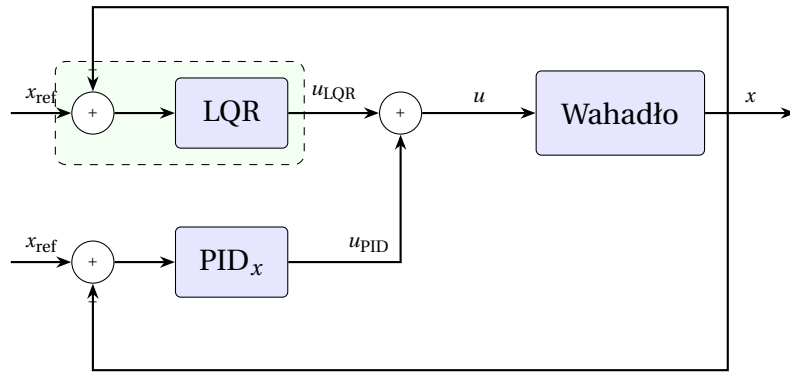 −
x_ref
+
LQR
u_LQR
+
u
Wahadło
x
x_ref
+
PID_x
u_PID
−